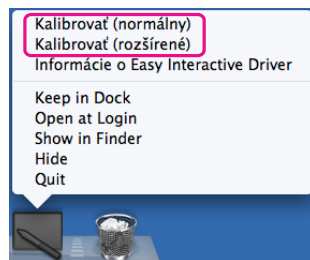 Kalibrovať (normálny)
Kalibrovať (rozšírené)
Informácie o Easy Interactive Driver
Keep in Dock
Open at Login
Show in Finder
Hide
Quit